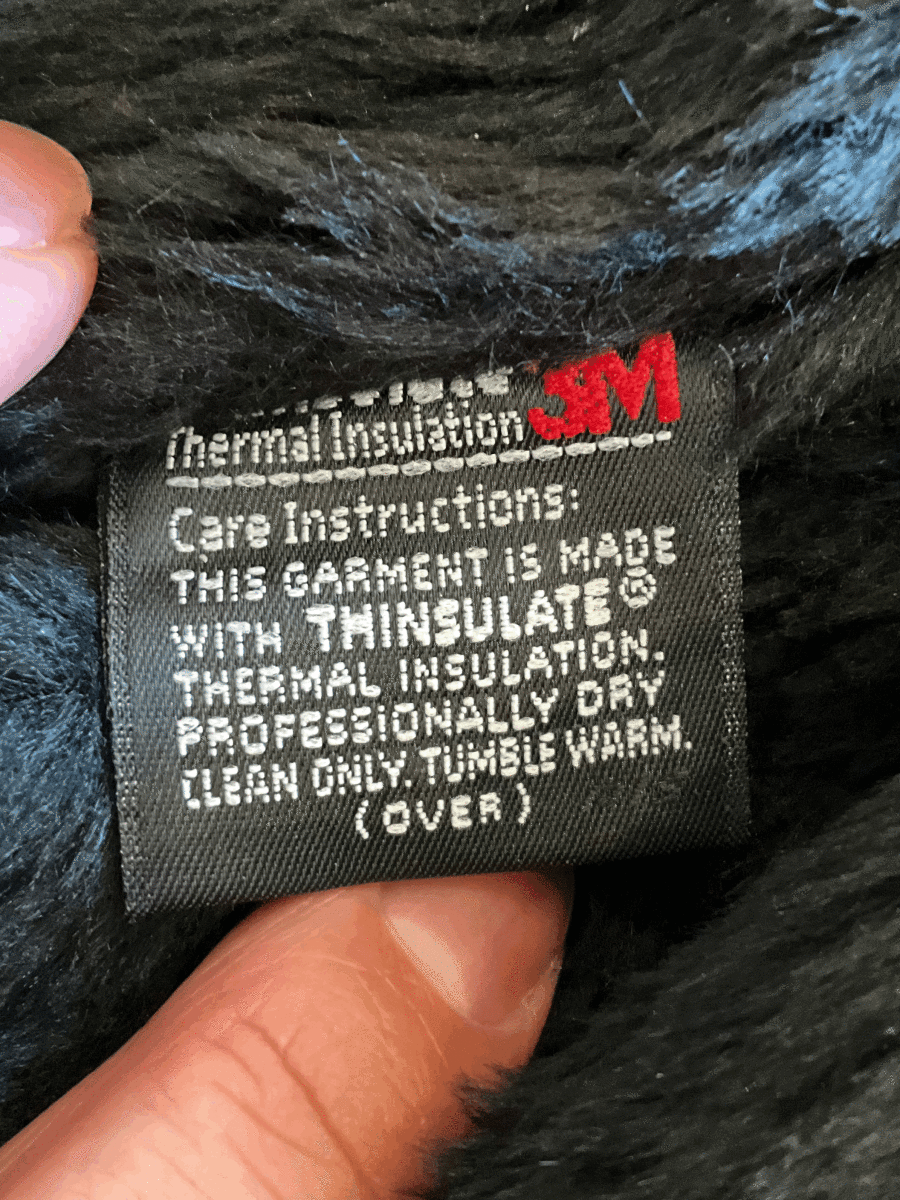 3M
Thermal Insulation
Care Instructions:
THIS GARMENT IS MADE
WITH THINSULATE®
THERMAL INSULATION.
PROFESSIONALLY DRY
CLEAN ONLY. TUMBLE WARM.
(OVER)